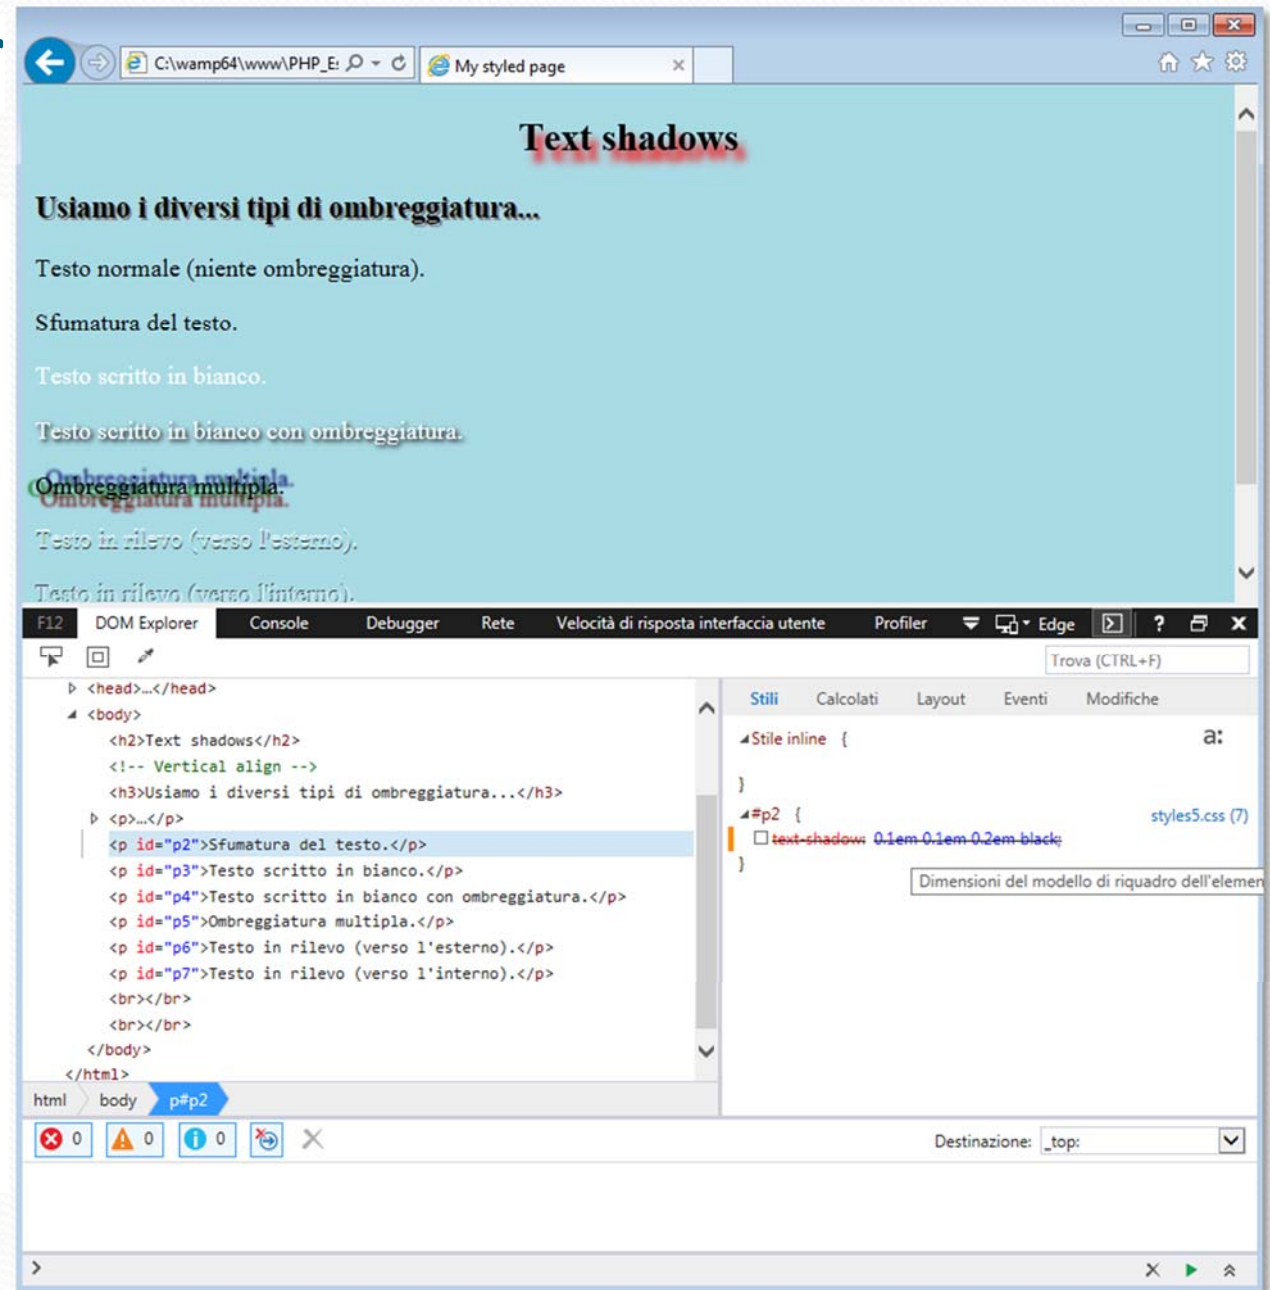 C:\wamp64\www\PHP_E:
My styled page
Text shadows
Usiamo i diversi tipi di ombreggiatura...
Testo normale (niente ombreggiatura).
Sfumatura del testo.
Testo scritto in bianco.
Testo scritto in bianco con ombreggiatura.
Ombreggiatura multipla.
Testo in rilevo (verso l'esterno).
Testo in rilevo (verso l'interno).
F12 DOM Explorer Console Debugger Rete Velocità di risposta interfaccia utente Profiler Edge ?
Trova (CTRL+F)
<head>…</head>
<body>
<h2>Text shadows</h2>
<!-- Vertical align -->
<h3>Usiamo i diversi tipi di ombreggiatura...</h3>
<p>…</p>
<p id="p2">Sfumatura del testo.</p>
<p id="p3">Testo scritto in bianco.</p>
<p id="p4">Testo scritto in bianco con ombreggiatura.</p>
<p id="p5">Ombreggiatura multipla.</p>
<p id="p6">Testo in rilevo (verso l'esterno).</p>
<p id="p7">Testo in rilevo (verso l'interno).</p>
<br></br>
<br></br>
</body>
</html>
html body p#p2
Stili Calcolati Layout Eventi Modifiche
Stile inline {
a:
}
#p2 { styles5.css (7)
text-shadow: 0.1em 0.1em 0.2em black;
}
Dimensioni del modello di riquadro dell'elemen
0 0 0
Destinazione: _top:
>